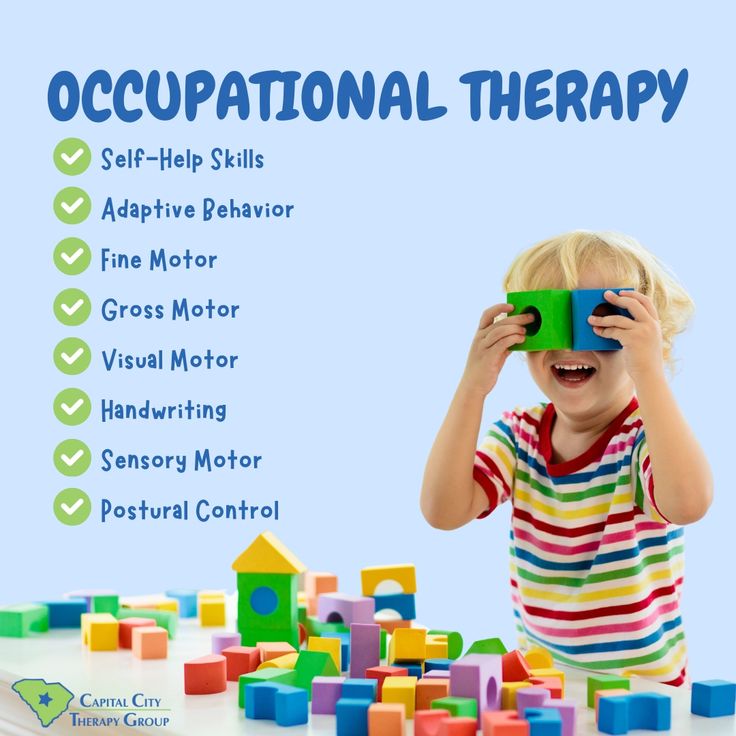 OCCUPATIONAL THERAPY
Self-Help Skills
Adaptive Behavior
Fine Motor
Gross Motor
Visual Motor
Handwriting
Sensory Motor
Postural Control
CAPITAL CITY
THERAPY GROUP